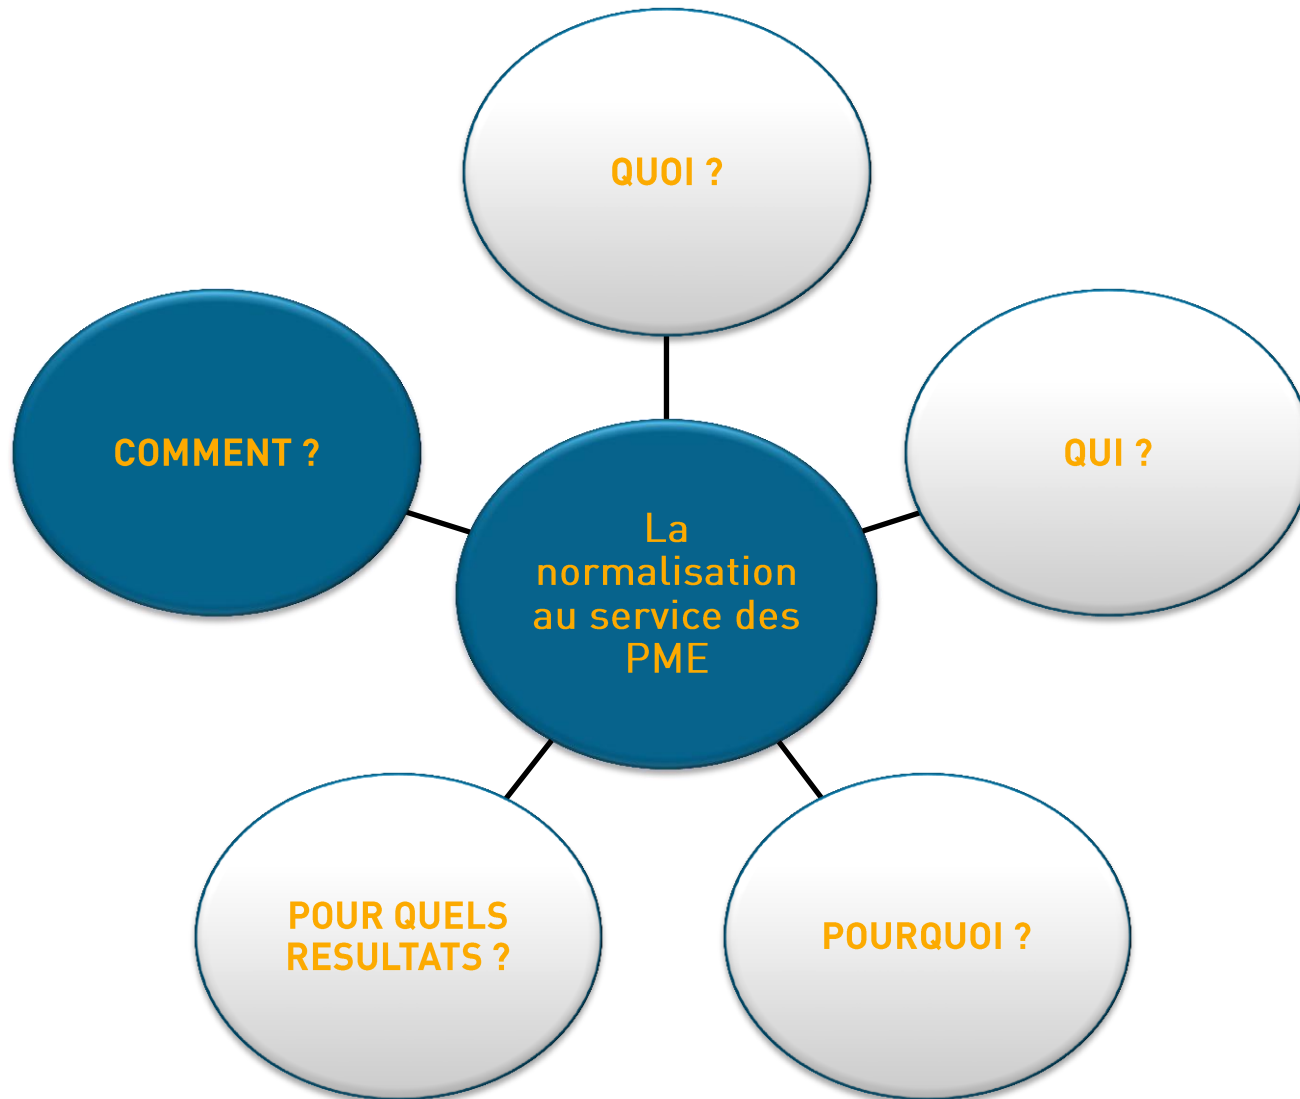 QUOI ?
COMMENT ?
QUI ?
La
normalisation
au service des
PME
POUR QUELS
RESULTATS ?
POURQUOI ?